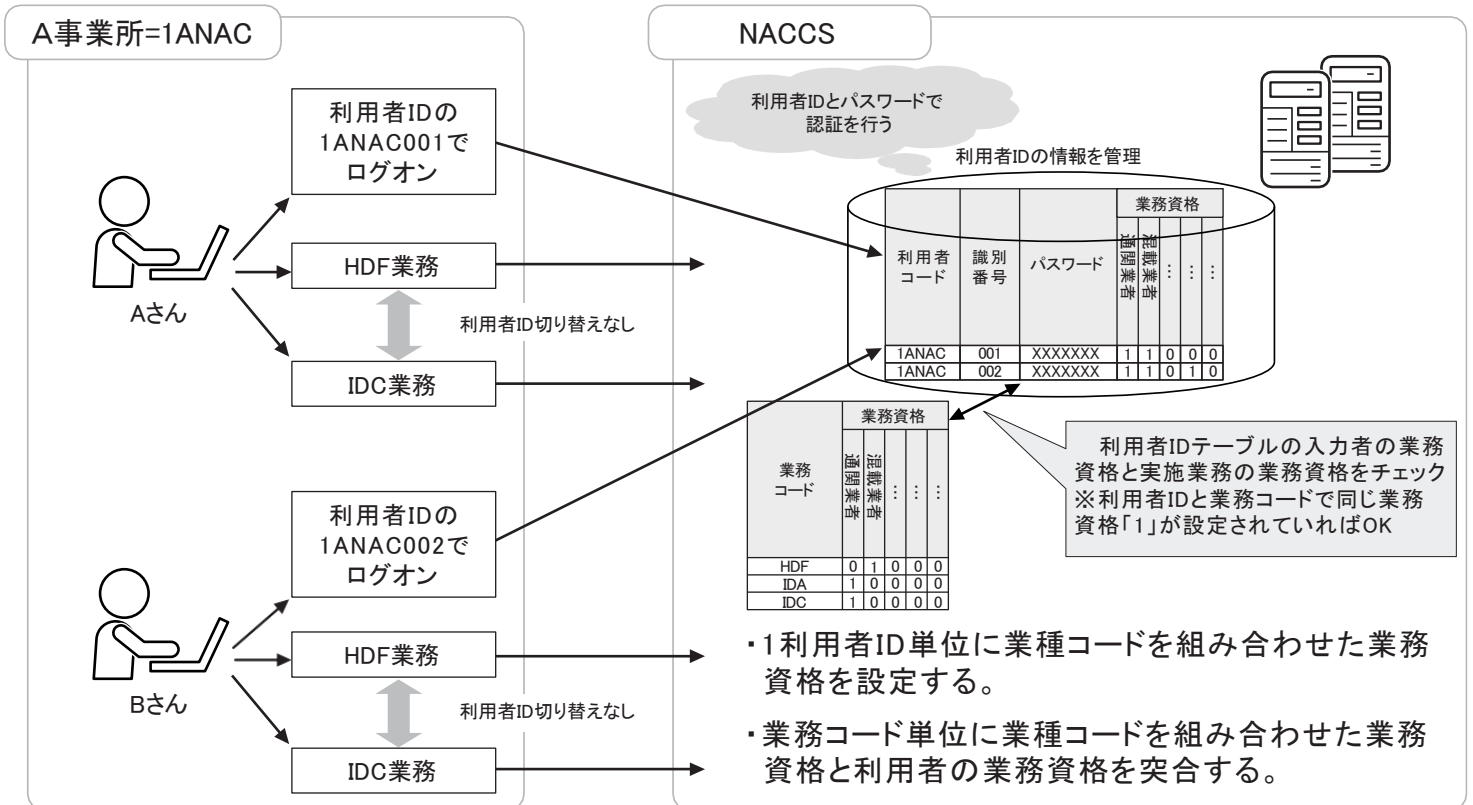 A事業所=1ANAC
利用者IDの
1ANAC001で
ログオン
HDF業務
利用者ID切り替えなし
IDC業務
Aさん
利用者IDの
1ANAC002で
ログオン
HDF業務
利用者ID切り替えなし
IDC業務
Bさん
NACCS
利用者IDとパスワードで
認証を行う
利用者IDの情報を管理
業務資格
利用者
コード
識別
番号
パスワード
通関業者
混載業者
…
…
…
1ANAC 001 XXXXXXX 1 1 0 0 0
1ANAC 002 XXXXXXX 1 1 0 1 0
業務資格
業務
コード
通関業者
混載業者
…
…
…
HDF 0 1 0 0 0
IDA 1 0 0 0 0
IDC 1 0 0 0 0
利用者IDテーブルの入力者の業務
資格と実施業務の業務資格をチェック
※利用者IDと業務コードで同じ業務
資格「1」が設定されていればOK
・1利用者ID単位に業種コードを組み合わせた業務
資格を設定する。
・業務コード単位に業種コードを組み合わせた業務
資格と利用者の業務資格を突合する。